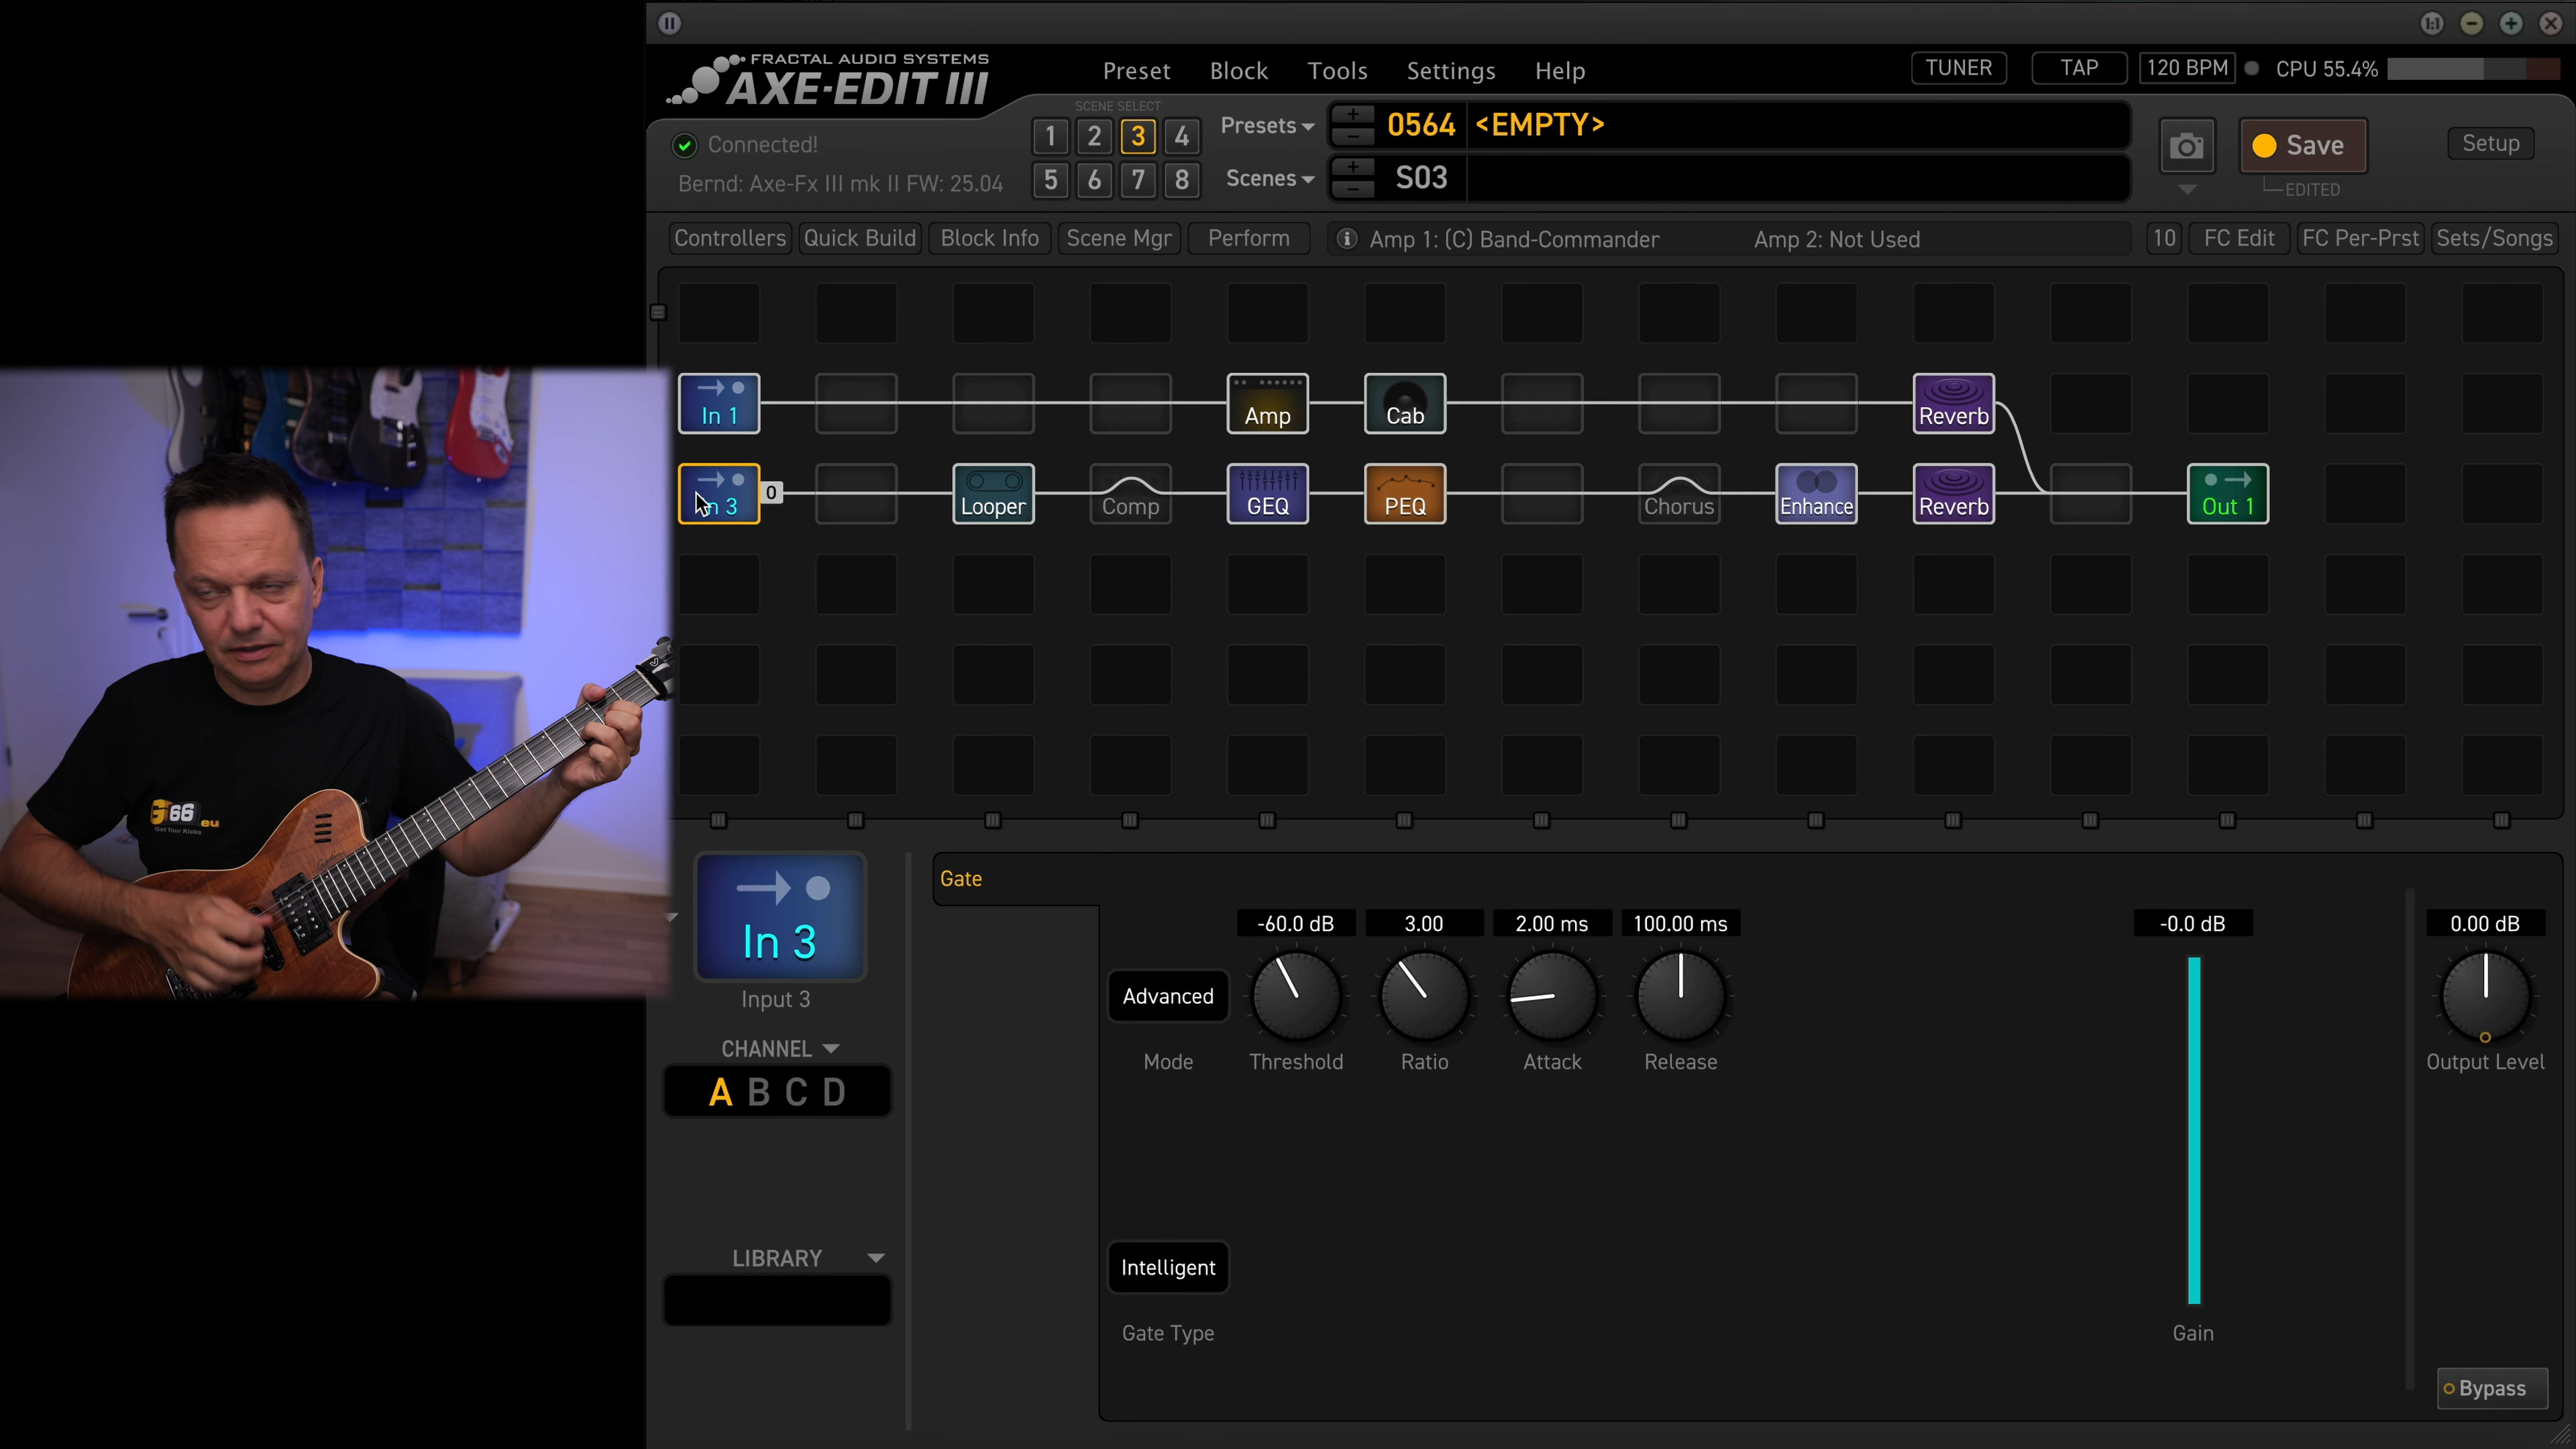 FRACTAL AUDIO SYSTEMS
AXE-EDIT III
Preset Block Tools Settings Help
TUNER TAP 120 BPM CPU 55.4%
SCENE SELECT
1 2 3 4
5 6 7 8
Connected!
Bernd: Axe-Fx III mk II FW: 25.04
Presets 0564 <EMPTY>
Scenes S03
Save
EDITED
Setup
Controllers Quick Build Block Info Scene Mgr Perform
Amp 1: (C) Band-Commander Amp 2: Not Used
10 FC Edit FC Per-Prst Sets/Songs
In 1 Amp Cab Reverb
In 3 0 Looper Comp GEQ PEQ Chorus Enhance Reverb Out 1
G66.eu
Get Your Kicks
In 3
Input 3
CHANNEL
A B C D
LIBRARY
Gate
-60.0 dB 3.00 2.00 ms 100.00 ms -0.0 dB 0.00 dB
Advanced
Mode Threshold Ratio Attack Release Output Level
Intelligent
Gate Type
Gain
Bypass